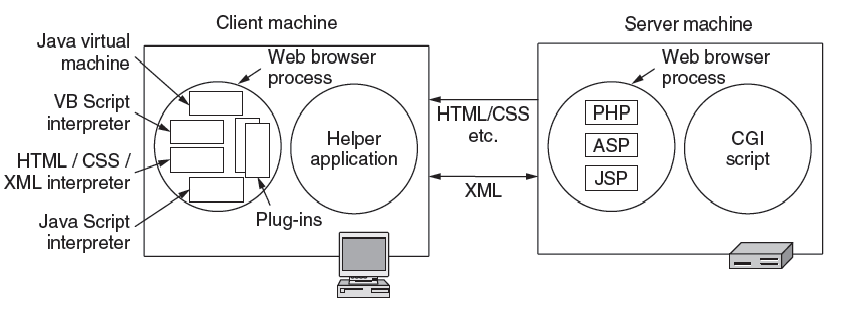 Client machine
Server machine
Java virtual
machine
Web browser
process
VB Script
interpreter
HTML / CSS /
XML interpreter
Java Script
interpreter
Plug-ins
Helper
application
HTML/CSS
etc.
XML
Web browser
process
PHP
ASP
JSP
CGI
script